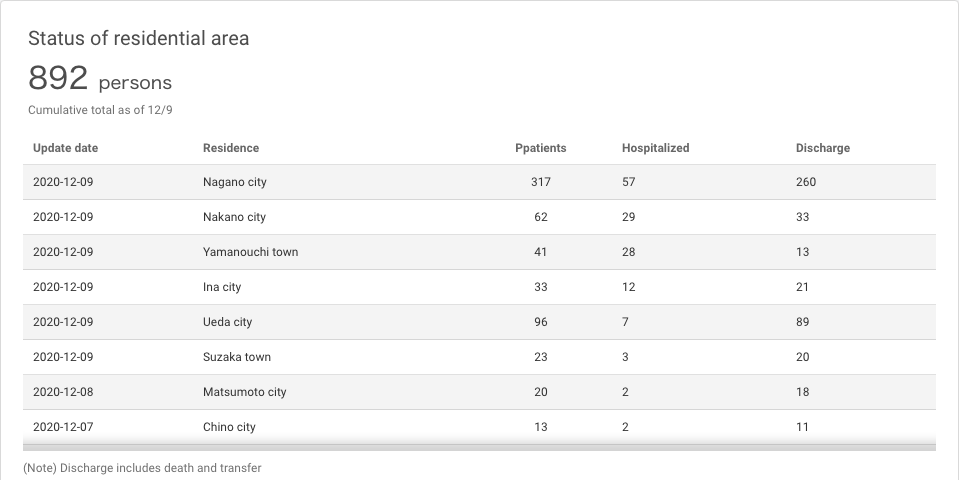 Status of residential area
892 persons
Cumulative total as of 12/9
Update date Residence Ppatients Hospitalized Discharge
2020-12-09 Nagano city 317 57 260
2020-12-09 Nakano city 62 29 33
2020-12-09 Yamanouchi town 41 28 13
2020-12-09 Ina city 33 12 21
2020-12-09 Ueda city 96 7 89
2020-12-09 Suzaka town 23 3 20
2020-12-08 Matsumoto city 20 2 18
2020-12-07 Chino city 13 2 11
(Note) Discharge includes death and transfer